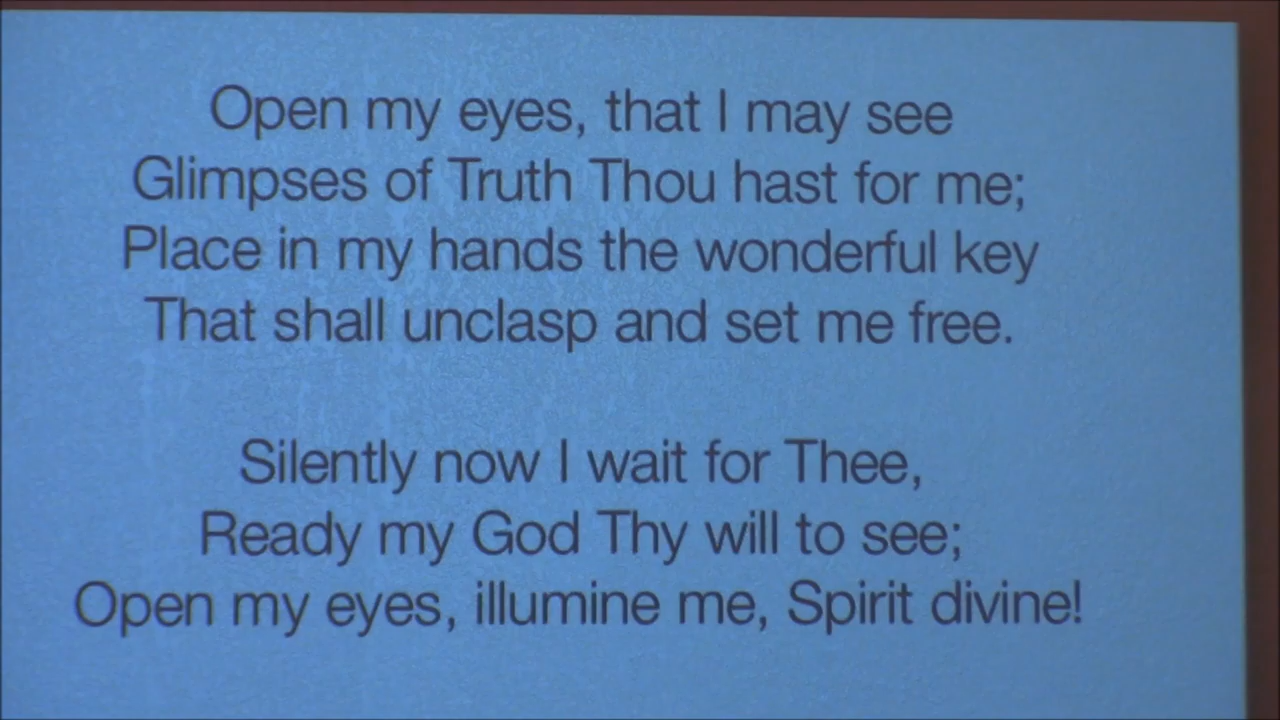 Open my eyes, that I may see
Glimpses of Truth Thou hast for me;
Place in my hands the wonderful key
That shall unclasp and set me free.
Silently now I wait for Thee,
Ready my God Thy will to see;
Open my eyes, illumine me, Spirit divine!